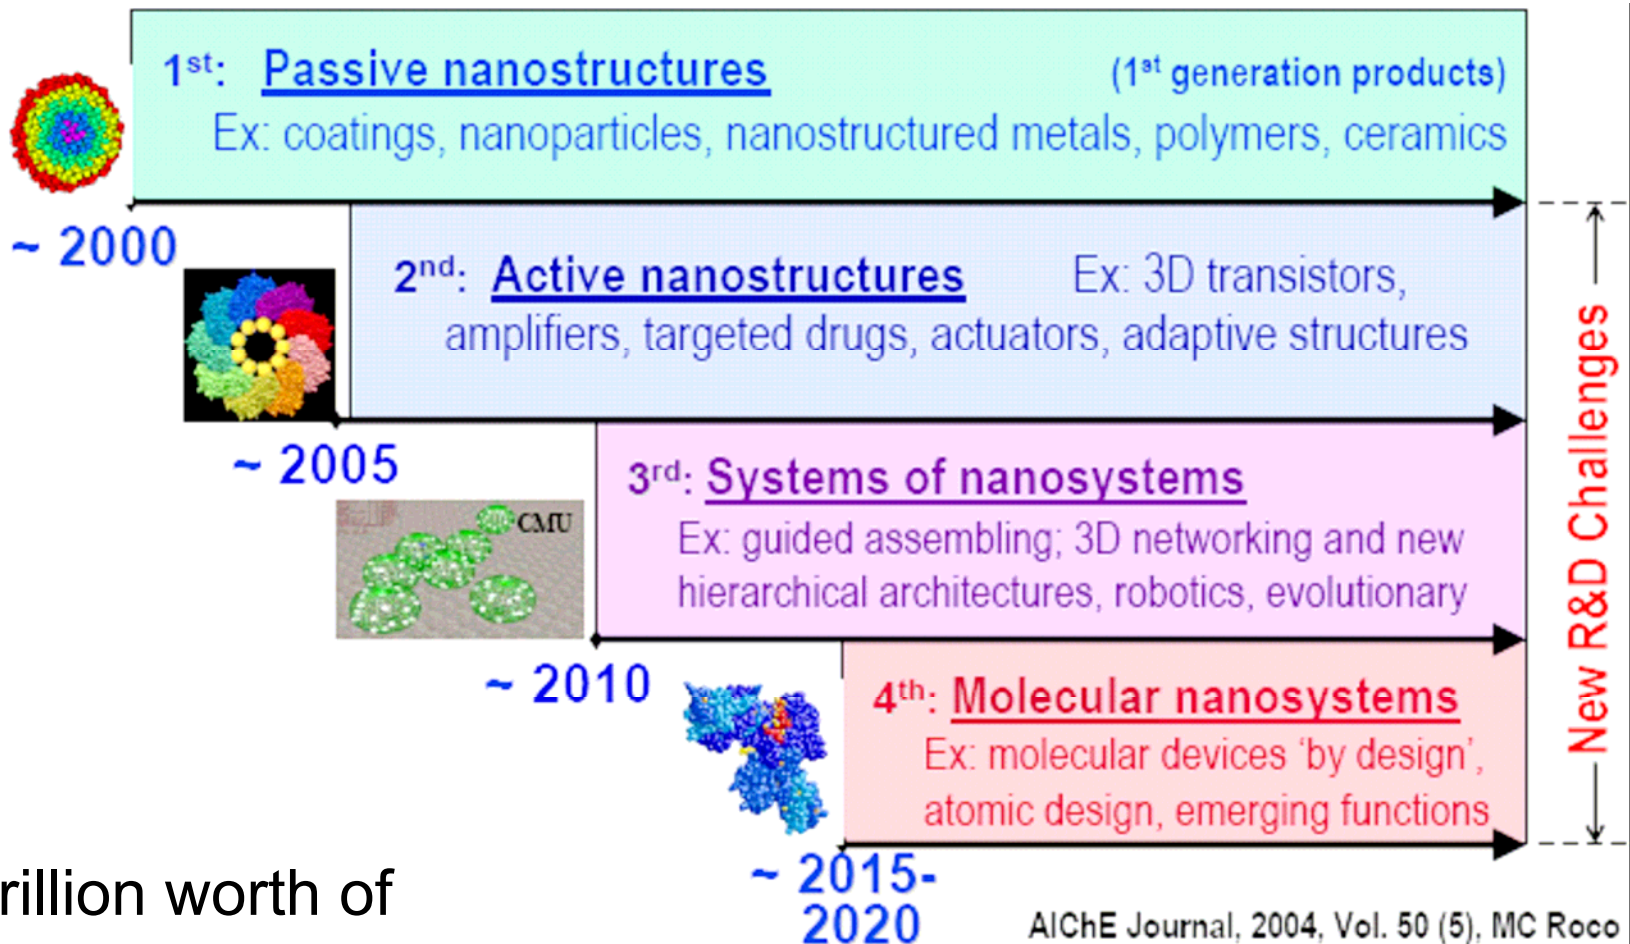 1st: Passive nanostructures (1st generation products)
Ex: coatings, nanoparticles, nanostructured metals, polymers, ceramics
~ 2000
2nd: Active nanostructures Ex: 3D transistors,
amplifiers, targeted drugs, actuators, adaptive structures
~ 2005
3rd: Systems of nanosystems
Ex: guided assembling; 3D networking and new
hierarchical architectures, robotics, evolutionary
CMU
~ 2010
4th: Molecular nanosystems
Ex: molecular devices ‘by design’,
atomic design, emerging functions
~ 2015-
2020
New R&D Challenges
rillion worth of
AIChE Journal, 2004, Vol. 50 (5), MC Roco